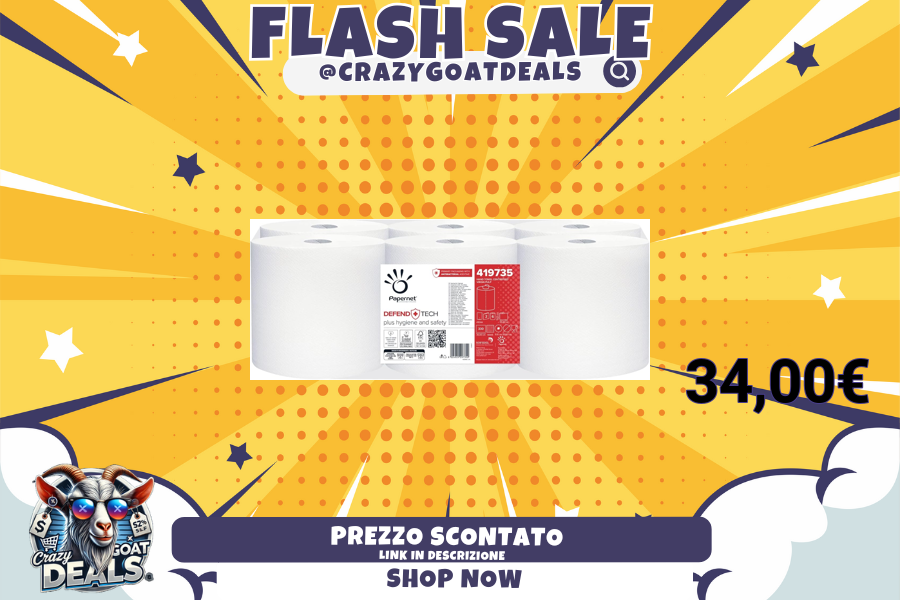 FLASH SALE
@CRAZYGOATDEALS
419735
Papernet
DEFEND TECH
plus hygiene and safety
34,00€
$
52%
Crazy
GOAT
DEALS
PREZZO SCONTATO
LINK IN DESCRIZIONE
SHOP NOW